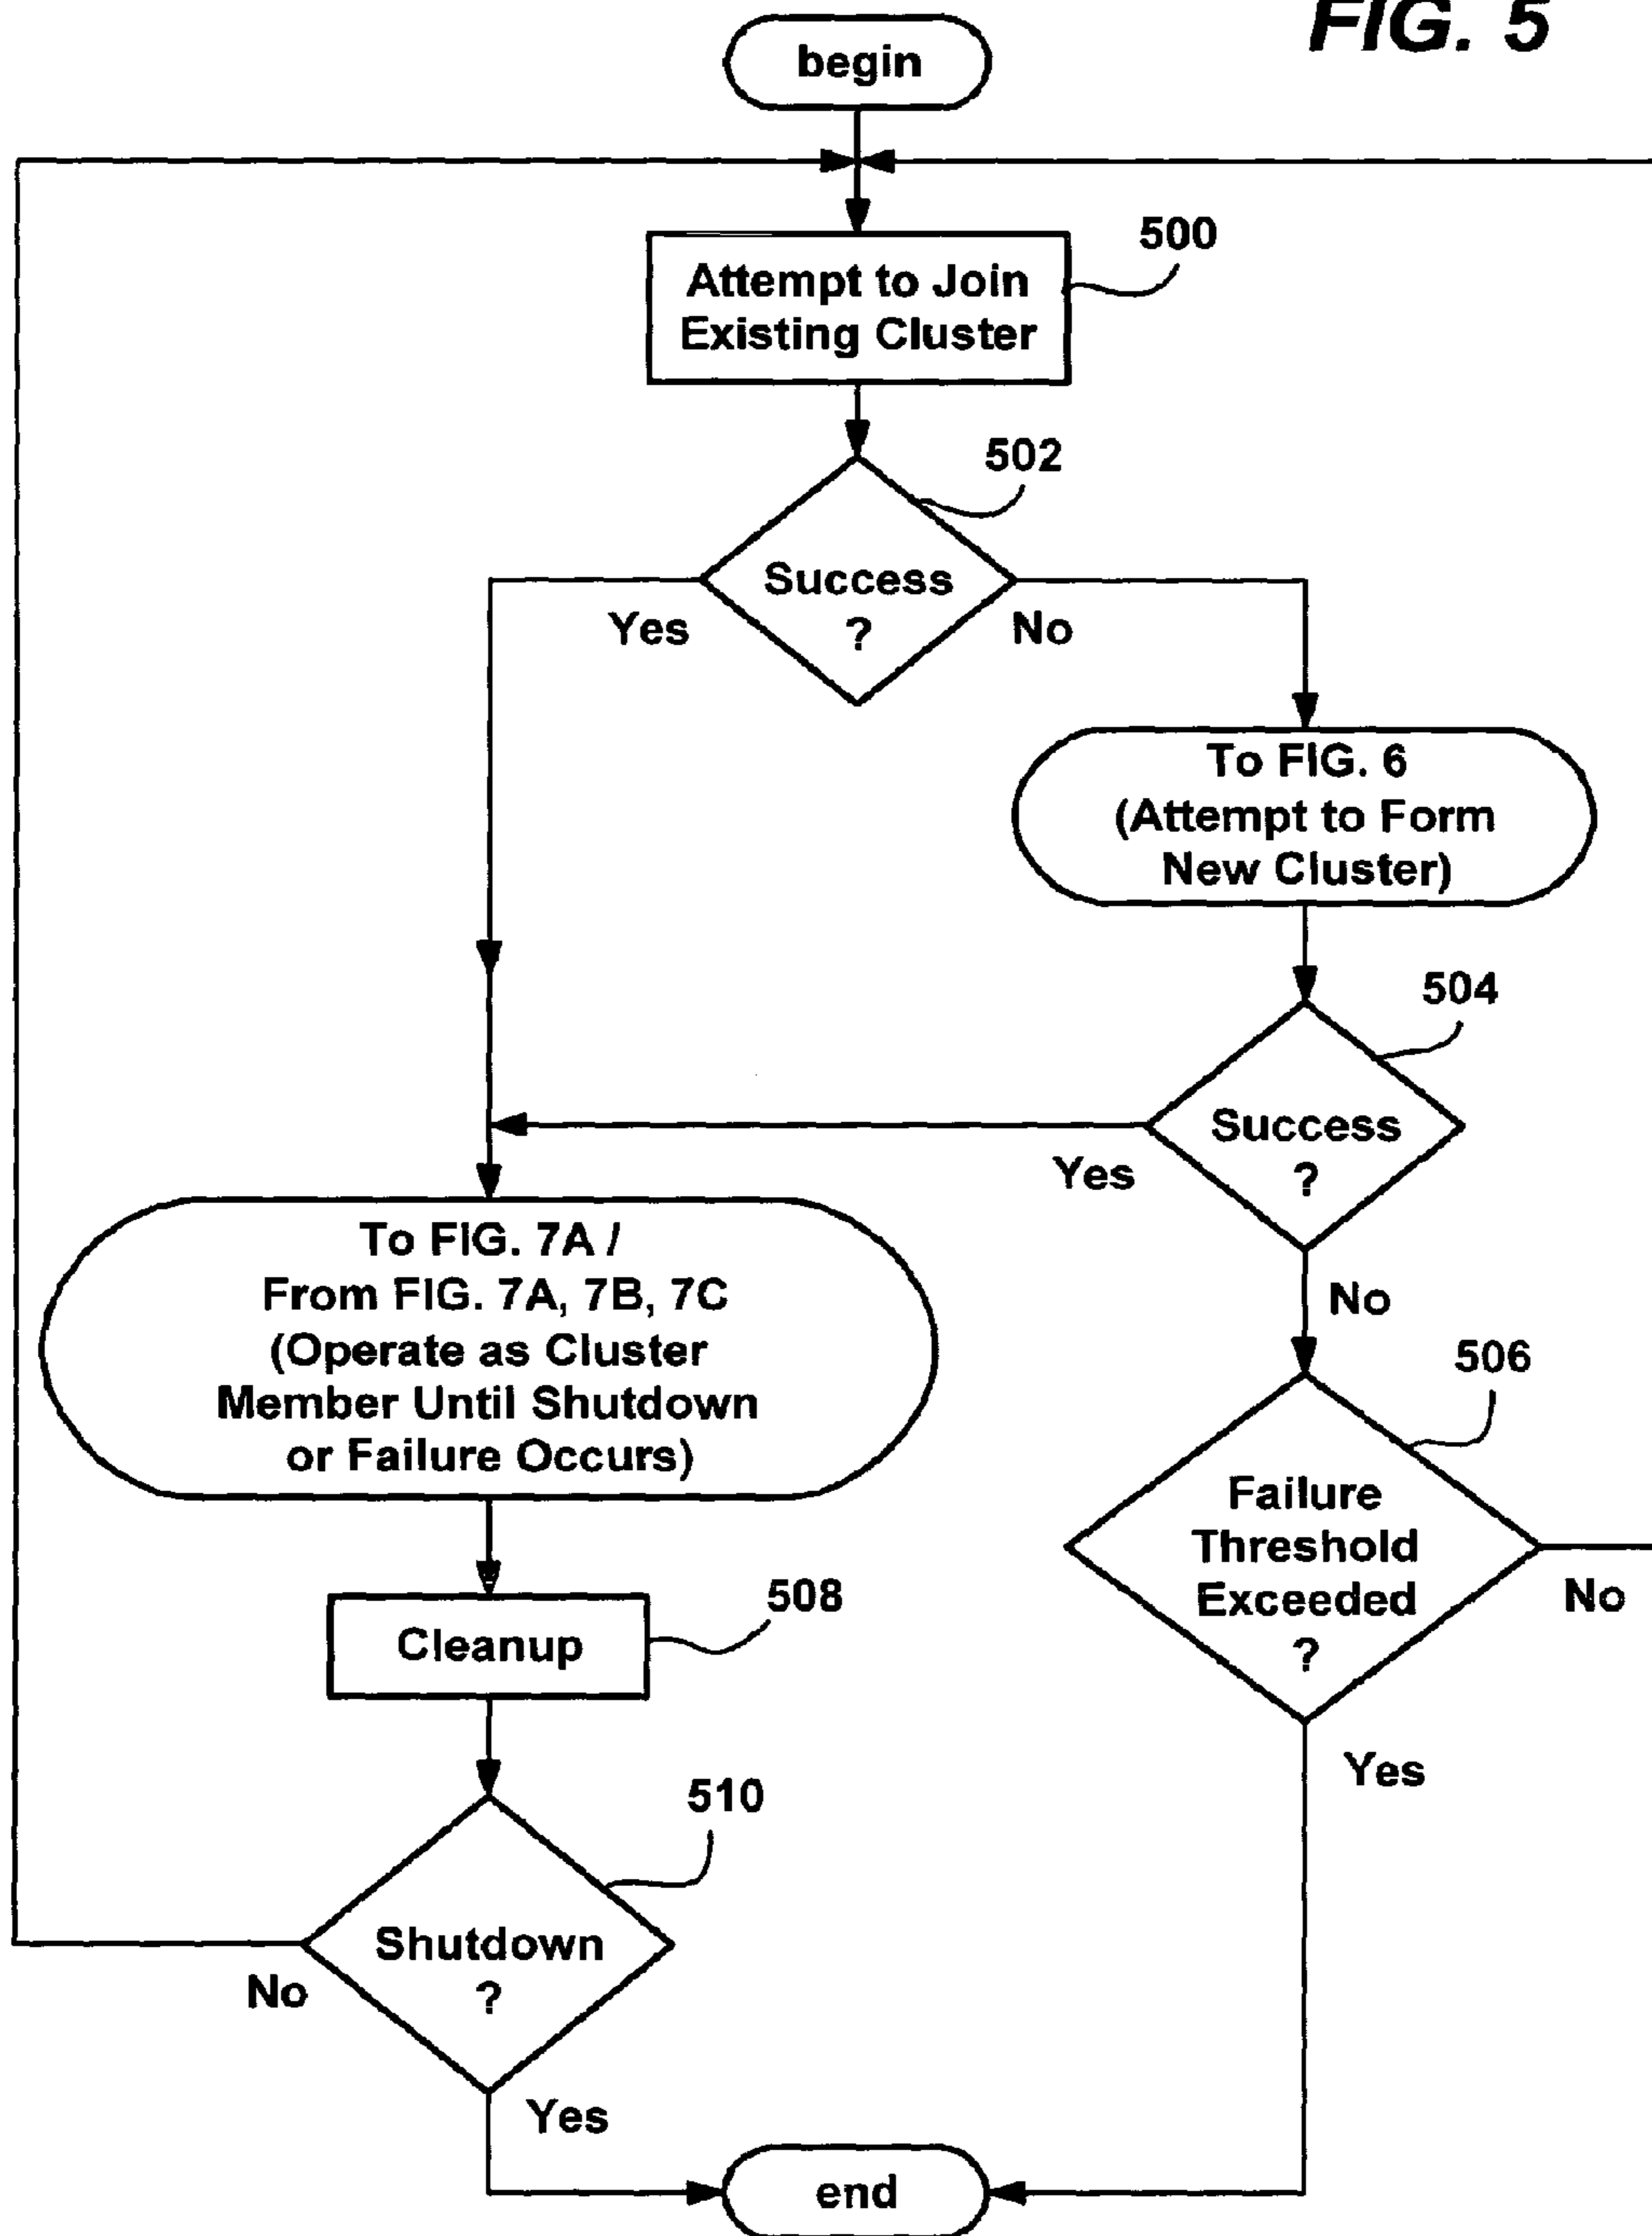 FIG. 5
begin
500
Attempt to Join
Existing Cluster
502
Success
?
Yes
No
To FIG. 6
(Attempt to Form
New Cluster)
504
Success
?
Yes
No
To FIG. 7A /
From FIG. 7A, 7B, 7C
(Operate as Cluster
Member Until Shutdown
or Failure Occurs)
506
Failure
Threshold
Exceeded
?
No
Yes
508
Cleanup
510
Shutdown
?
No
Yes
end